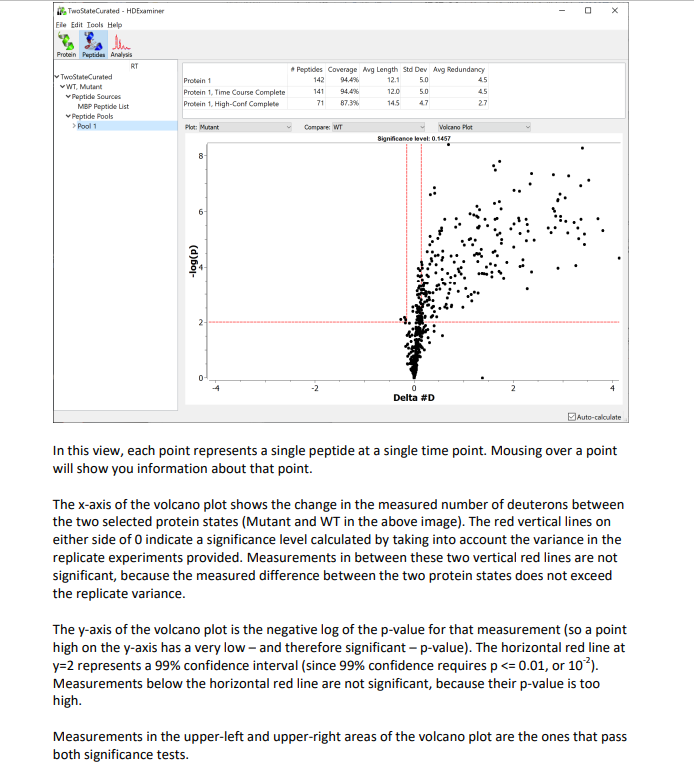 TwoStateCurated - HDExaminer
File Edit Tools Help
Protein Peptides Analysis
RT
TwoStateCurated
WT, Mutant
Peptide Sources
MBP Peptide List
Peptide Pools
Pool 1
# Peptides Coverage Avg Length Std Dev Avg Redundancy
Protein 1 142 94.4% 12.1 5.0 4.5
Protein 1, Time Course Complete 141 94.4% 12.0 5.0 4.5
Protein 1, High-Conf Complete 71 87.3% 14.5 4.7 2.7
Plot: Mutant Compare: WT Volcano Plot
Significance level: 0.1457
8
6
4
2
0
-log(p)
-4 -2 0 2 4
Delta #D
Auto-calculate
In this view, each point represents a single peptide at a single time point. Mousing over a point
will show you information about that point.
The x-axis of the volcano plot shows the change in the measured number of deuterons between
the two selected protein states (Mutant and WT in the above image). The red vertical lines on
either side of 0 indicate a significance level calculated by taking into account the variance in the
replicate experiments provided. Measurements in between these two vertical red lines are not
significant, because the measured difference between the two protein states does not exceed
the replicate variance.
The y-axis of the volcano plot is the negative log of the p-value for that measurement (so a point
high on the y-axis has a very low – and therefore significant – p-value). The horizontal red line at
y=2 represents a 99% confidence interval (since 99% confidence requires p <= 0.01, or 10⁻²).
Measurements below the horizontal red line are not significant, because their p-value is too
high.
Measurements in the upper-left and upper-right areas of the volcano plot are the ones that pass
both significance tests.